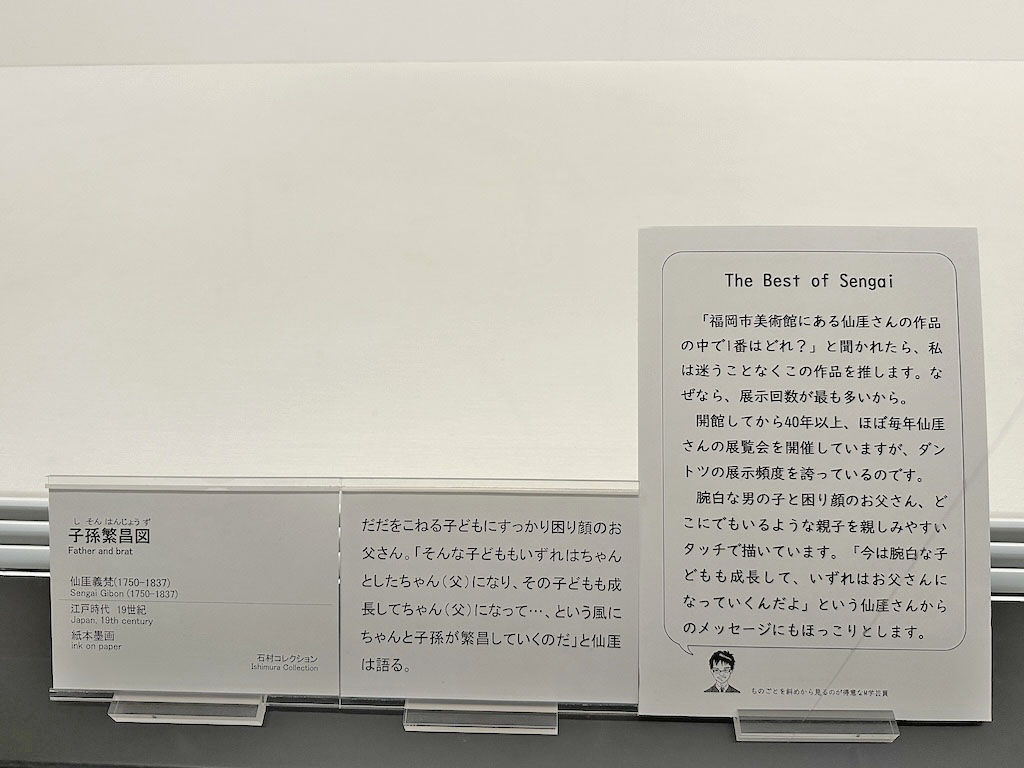 し そん はんじょう ず
子孫繁昌図
Father and brat
仙厓義梵(1750-1837)
Sengai Gibon (1750-1837)
江戸時代 19世紀
Japan, 19th century
紙本墨画
ink on paper
石村コレクション
Ishimura Collection
だだをこねる子どもにすっかり困り顔のお
父さん。「そんな子どももいずれはちゃん
としたちゃん(父)になり、その子どもも成
長してちゃん(父)になって…、という風に
ちゃんと子孫が繁昌していくのだ」と仙厓
は語る。
The Best of Sengai
「福岡市美術館にある仙厓さんの作品
の中で1番はどれ？」と聞かれたら、私
は迷うことなくこの作品を推します。な
ぜなら、展示回数が最も多いから。
開館してから40年以上、ほぼ毎年仙厓
さんの展覧会を開催していますが、ダン
トツの展示頻度を誇っているのです。
腕白な男の子と困り顔のお父さん、ど
こにでもいるような親子を親しみやすい
タッチで描いています。「今は腕白な子
どもも成長して、いずれはお父さんに
なっていくんだよ」という仙厓さんから
のメッセージにもほっこりとします。
ものごとを斜めから見るのが得意なM学芸員